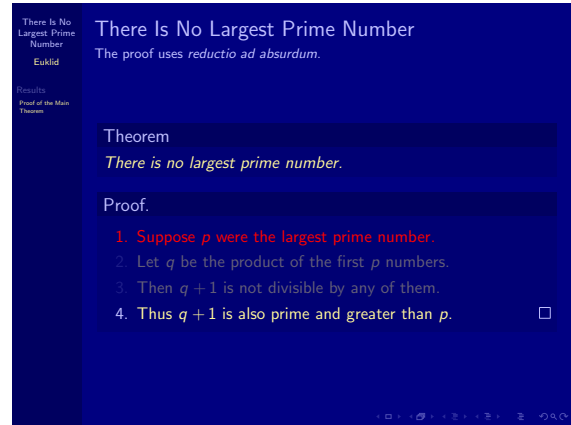 There Is No
Largest Prime
Number
Euklid
Results
Proof of the Main
Theorem
There Is No Largest Prime Number
The proof uses reductio ad absurdum.
Theorem
There is no largest prime number.
Proof.
1. Suppose p were the largest prime number.
2. Let q be the product of the first p numbers.
3. Then q + 1 is not divisible by any of them.
4. Thus q + 1 is also prime and greater than p. □